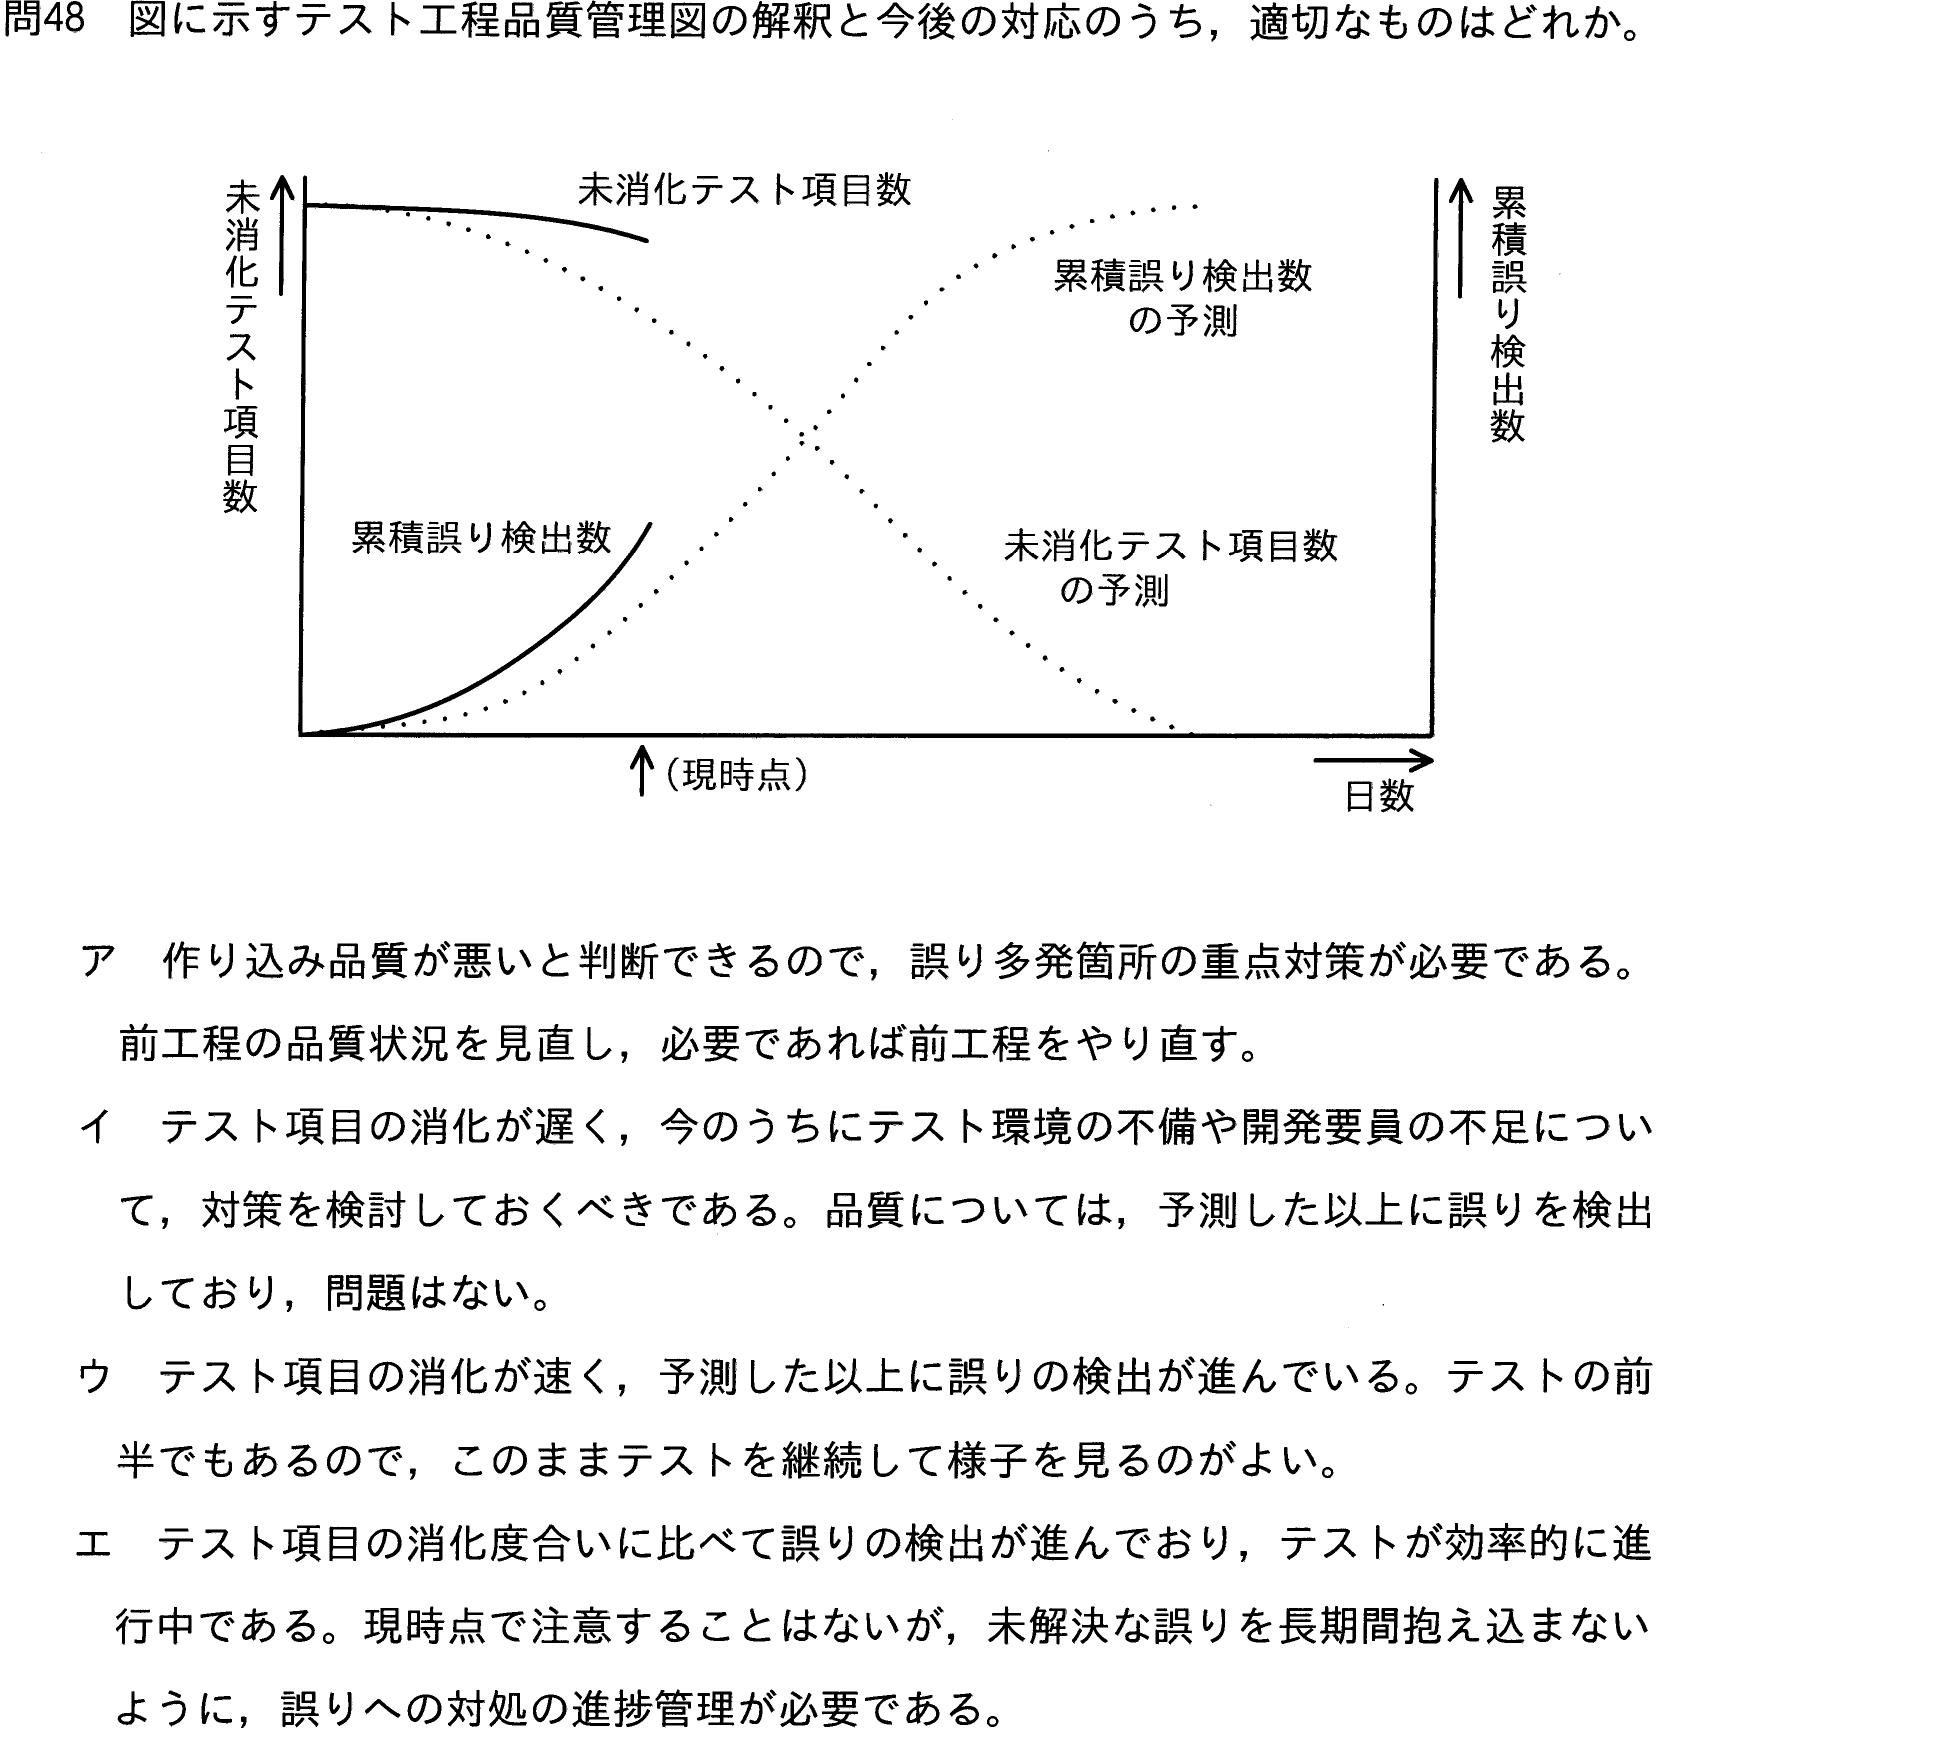 問48 図に示すテスト工程品質管理図の解釈と今後の対応のうち，適切なものはどれか。
未消化テスト項目数
未消化テスト項目数
累積誤り検出数
の予測
累積誤り検出数
累積誤り検出数
未消化テスト項目数
の予測
(現時点)
日数
ア 作り込み品質が悪いと判断できるので，誤り多発箇所の重点対策が必要である。
前工程の品質状況を見直し，必要であれば前工程をやり直す。
イ テスト項目の消化が遅く，今のうちにテスト環境の不備や開発要員の不足につい
て，対策を検討しておくべきである。品質については，予測した以上に誤りを検出
しており，問題はない。
ウ テスト項目の消化が速く，予測した以上に誤りの検出が進んでいる。テストの前
半でもあるので，このままテストを継続して様子を見るのがよい。
エ テスト項目の消化度合いに比べて誤りの検出が進んでおり，テストが効率的に進
行中である。現時点で注意することはないが，未解決な誤りを長期間抱え込まない
ように，誤りへの対処の進捗管理が必要である。